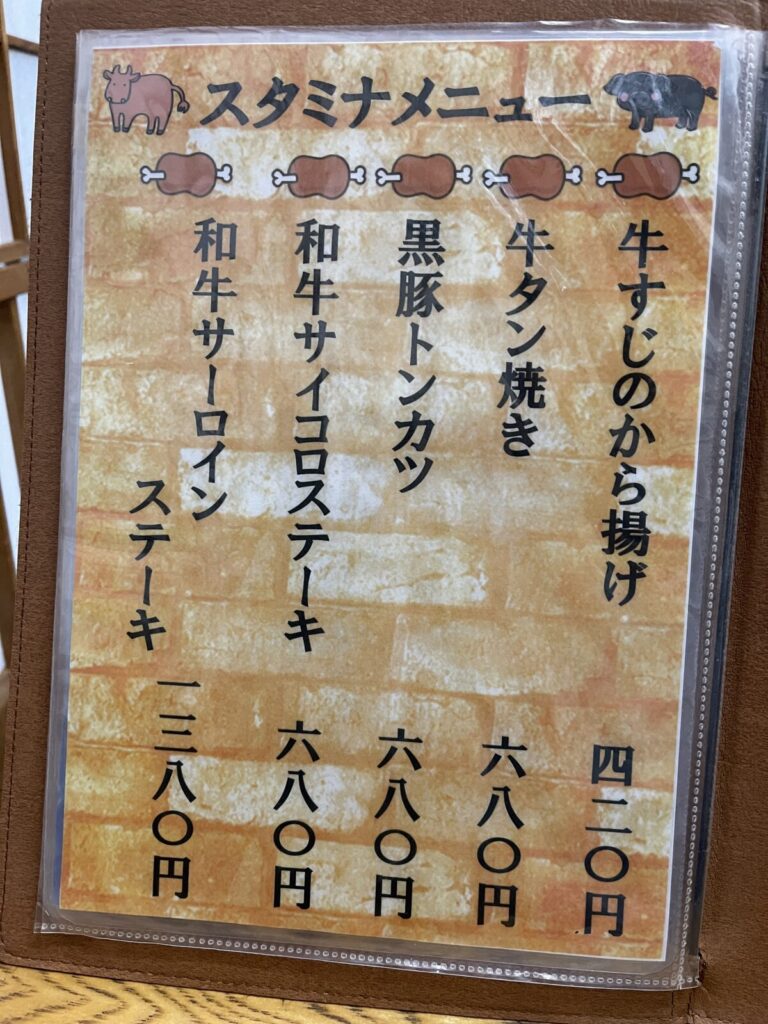 スタミナメニュー
牛すじのから揚げ 四二〇円
牛タン焼き 六八〇円
黒豚トンカツ 六八〇円
和牛サイコロステーキ 六八〇円
和牛サーロイン
ステーキ 一三八〇円